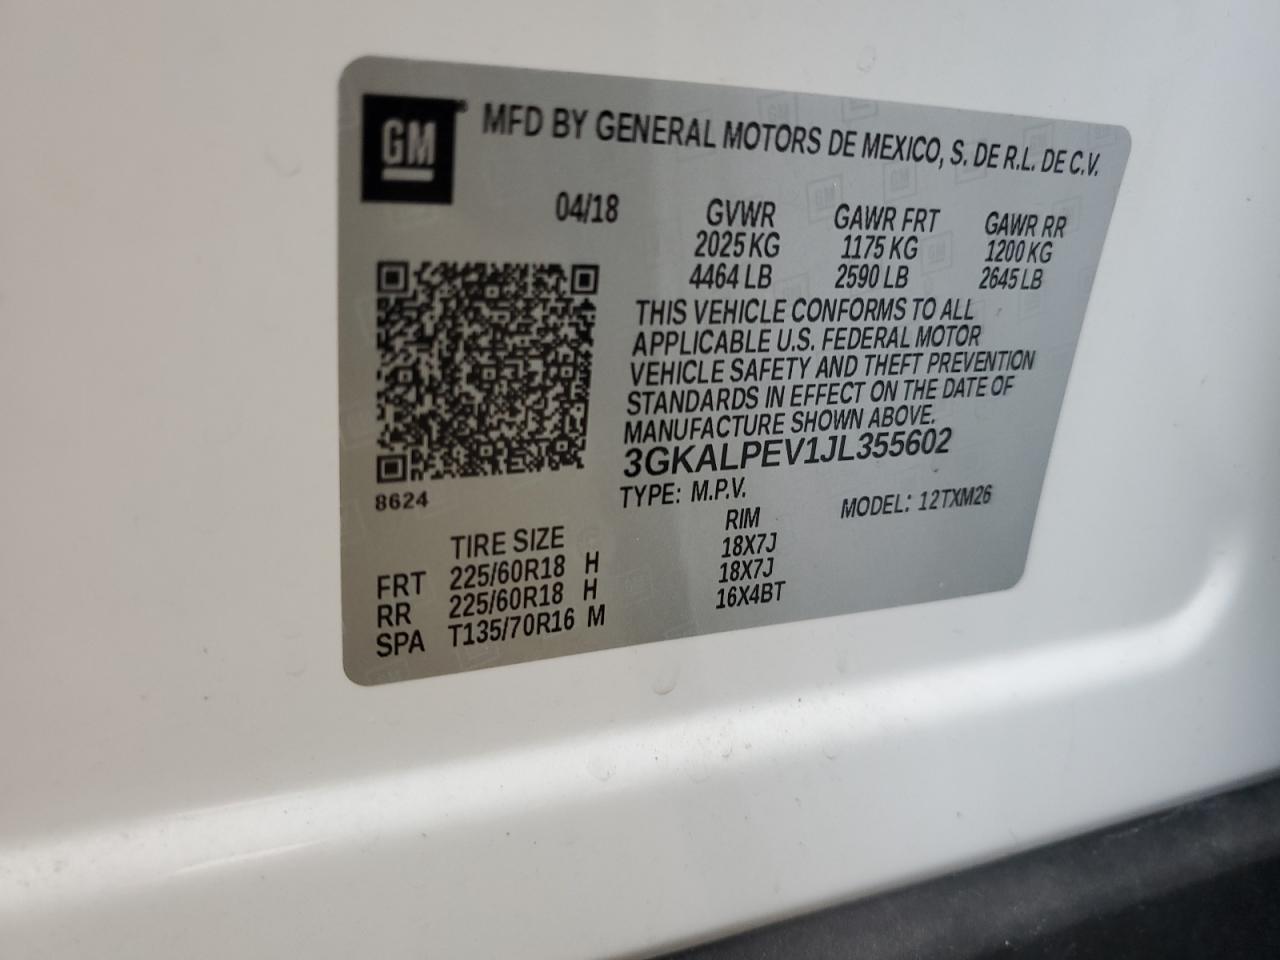 GM
MFD BY GENERAL MOTORS DE MEXICO, S. DE R.L. DE C.V.
04/18 GVWR GAWR FRT GAWR RR
2025 KG 1175 KG 1200 KG
4464 LB 2590 LB 2645 LB
THIS VEHICLE CONFORMS TO ALL
APPLICABLE U.S. FEDERAL MOTOR
VEHICLE SAFETY AND THEFT PREVENTION
STANDARDS IN EFFECT ON THE DATE OF
MANUFACTURE SHOWN ABOVE.
3GKALPEV1JL355602
8624
TYPE: M.P.V. MODEL: 12TXM26
TIRE SIZE RIM
FRT 225/60R18 H 18X7J
RR 225/60R18 H 18X7J
SPA T135/70R16 M 16X4BT